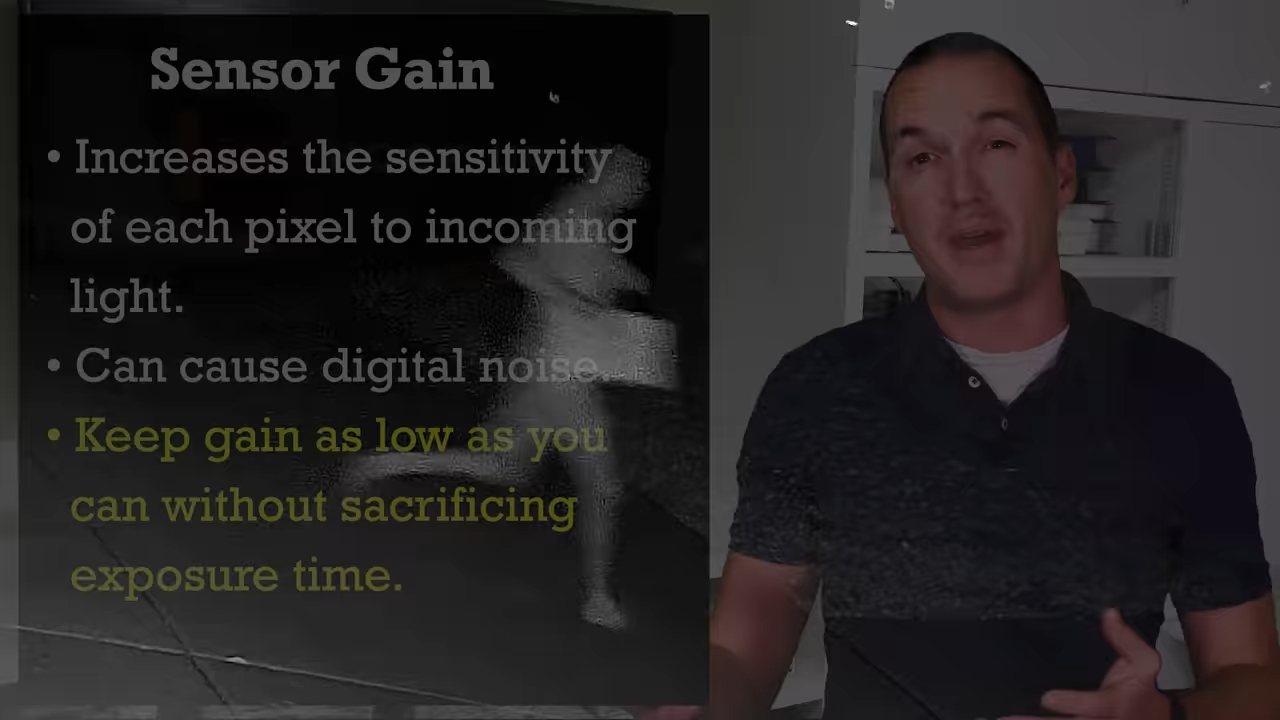 Sensor Gain
• Increases the sensitivity
of each pixel to incoming
light.
• Can cause digital noise.
• Keep gain as low as you
can without sacrificing
exposure time.